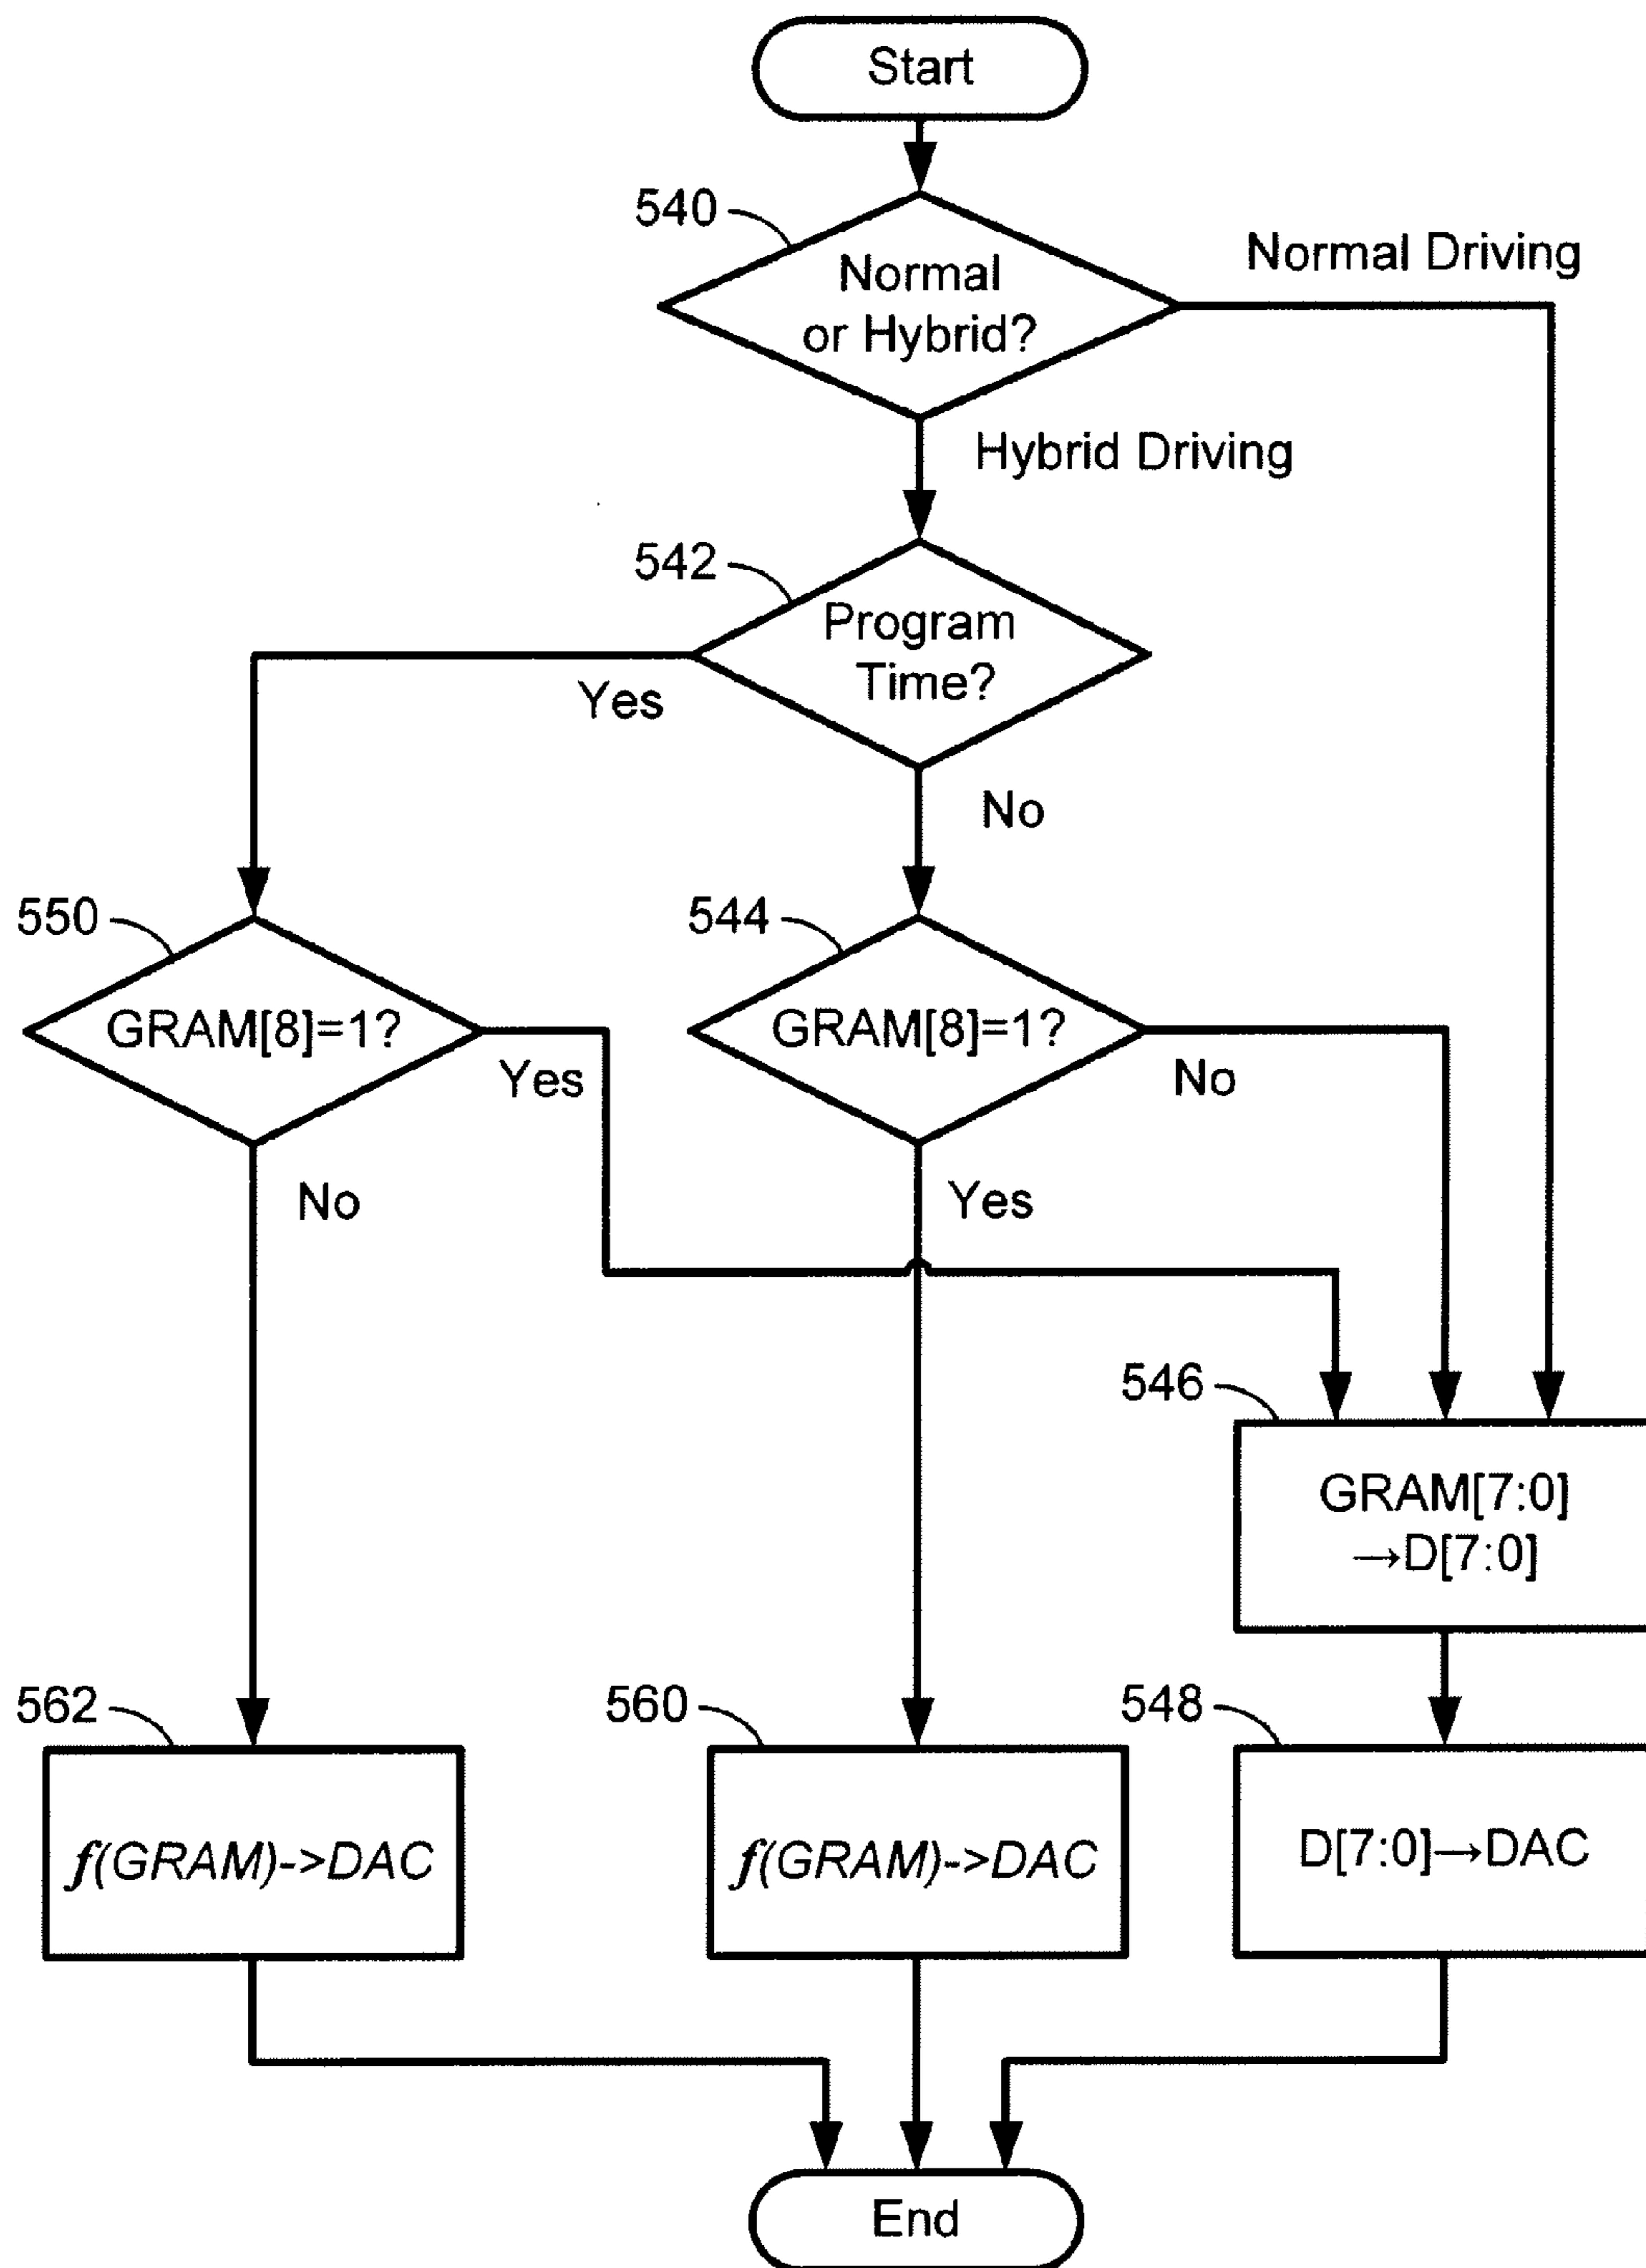 Start
540
Normal
or Hybrid?
Normal Driving
Hybrid Driving
542
Program
Time?
Yes
No
550
GRAM[8]=1?
Yes
544
GRAM[8]=1?
No
No
Yes
546
GRAM[7:0]
→D[7:0]
562
f(GRAM)->DAC
560
f(GRAM)->DAC
548
D[7:0]→DAC
End